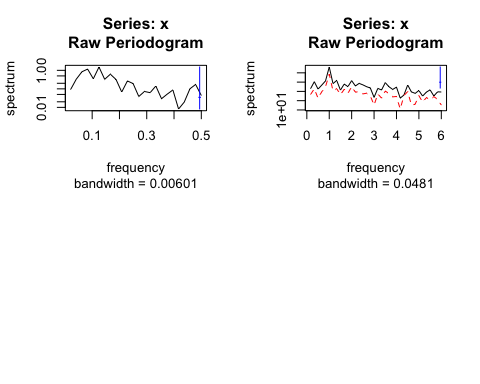 Series: x
Raw Periodogram
spectrum
0.01 1.00
0.1 0.3 0.5
frequency
bandwidth = 0.00601
Series: x
Raw Periodogram
spectrum
1e+01
0 1 2 3 4 5 6
frequency
bandwidth = 0.0481